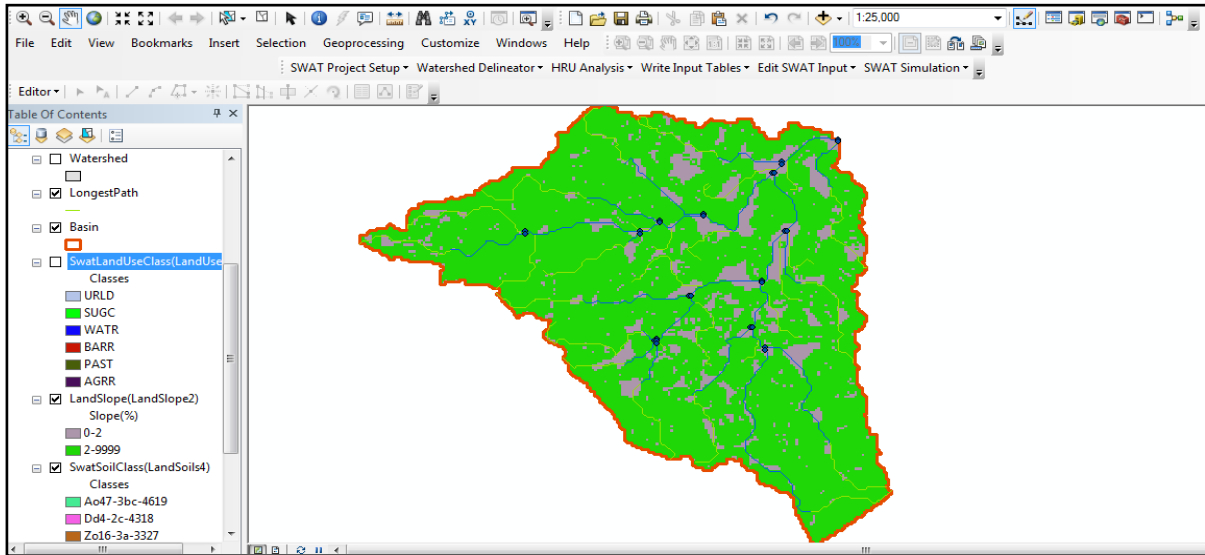 1:25,000
File Edit View Bookmarks Insert Selection Geoprocessing Customize Windows Help 100%
SWAT Project Setup Watershed Delineator HRU Analysis Write Input Tables Edit SWAT Input SWAT Simulation
Editor
Table Of Contents
Watershed
LongestPath
Basin
SwatLandUseClass(LandUse
Classes
URLD
SUGC
WATR
BARR
PAST
AGRR
LandSlope(LandSlope2)
Slope(%)
0-2
2-9999
SwatSoilClass(LandSoils4)
Classes
Ao47-3bc-4619
Dd4-2c-4318
Zo16-3a-3327